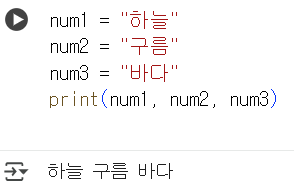 num1 = "하늘"
num2 = "구름"
num3 = "바다"
print(num1, num2, num3)
하늘 구름 바다